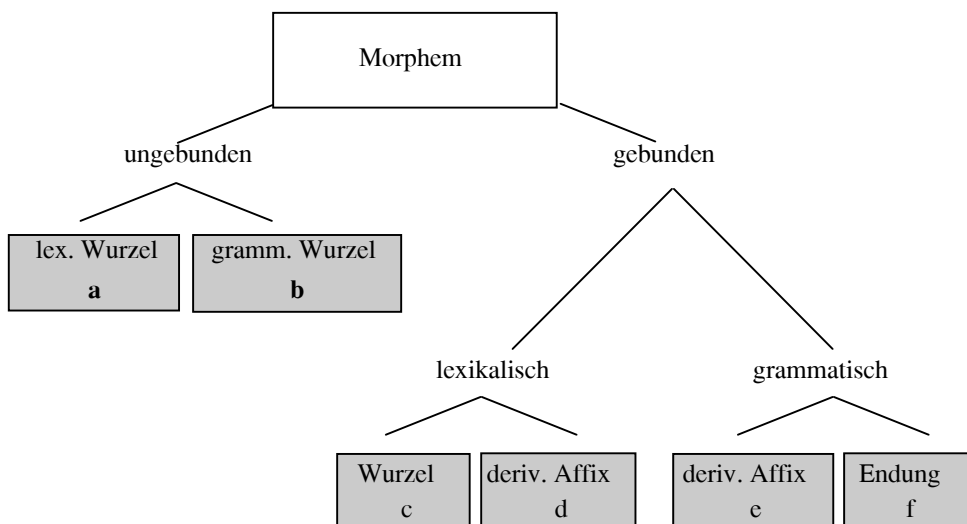 Morphem
ungebunden
gebunden
lex. Wurzel
a
gramm. Wurzel
b
lexikalisch
grammatisch
Wurzel
c
deriv. Affix
d
deriv. Affix
e
Endung
f